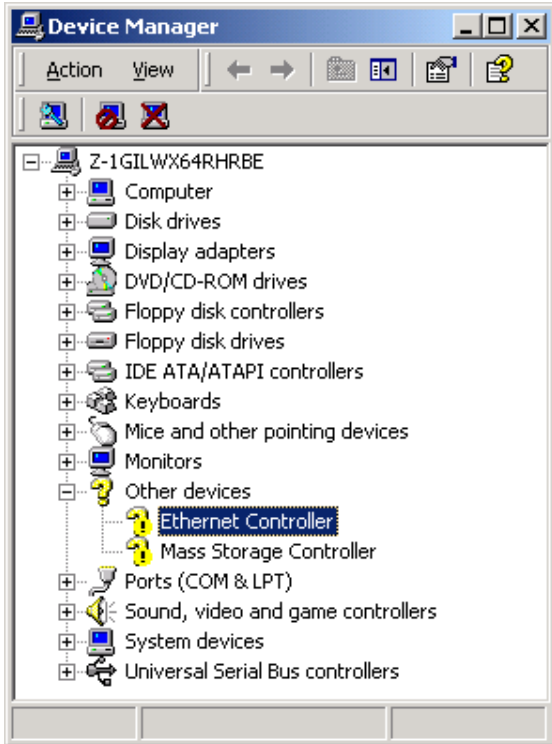 Device Manager
Action View
Z-1GILWX64RHRBE
Computer
Disk drives
Display adapters
DVD/CD-ROM drives
Floppy disk controllers
Floppy disk drives
IDE ATA/ATAPI controllers
Keyboards
Mice and other pointing devices
Monitors
Other devices
Ethernet Controller
Mass Storage Controller
Ports (COM & LPT)
Sound, video and game controllers
System devices
Universal Serial Bus controllers